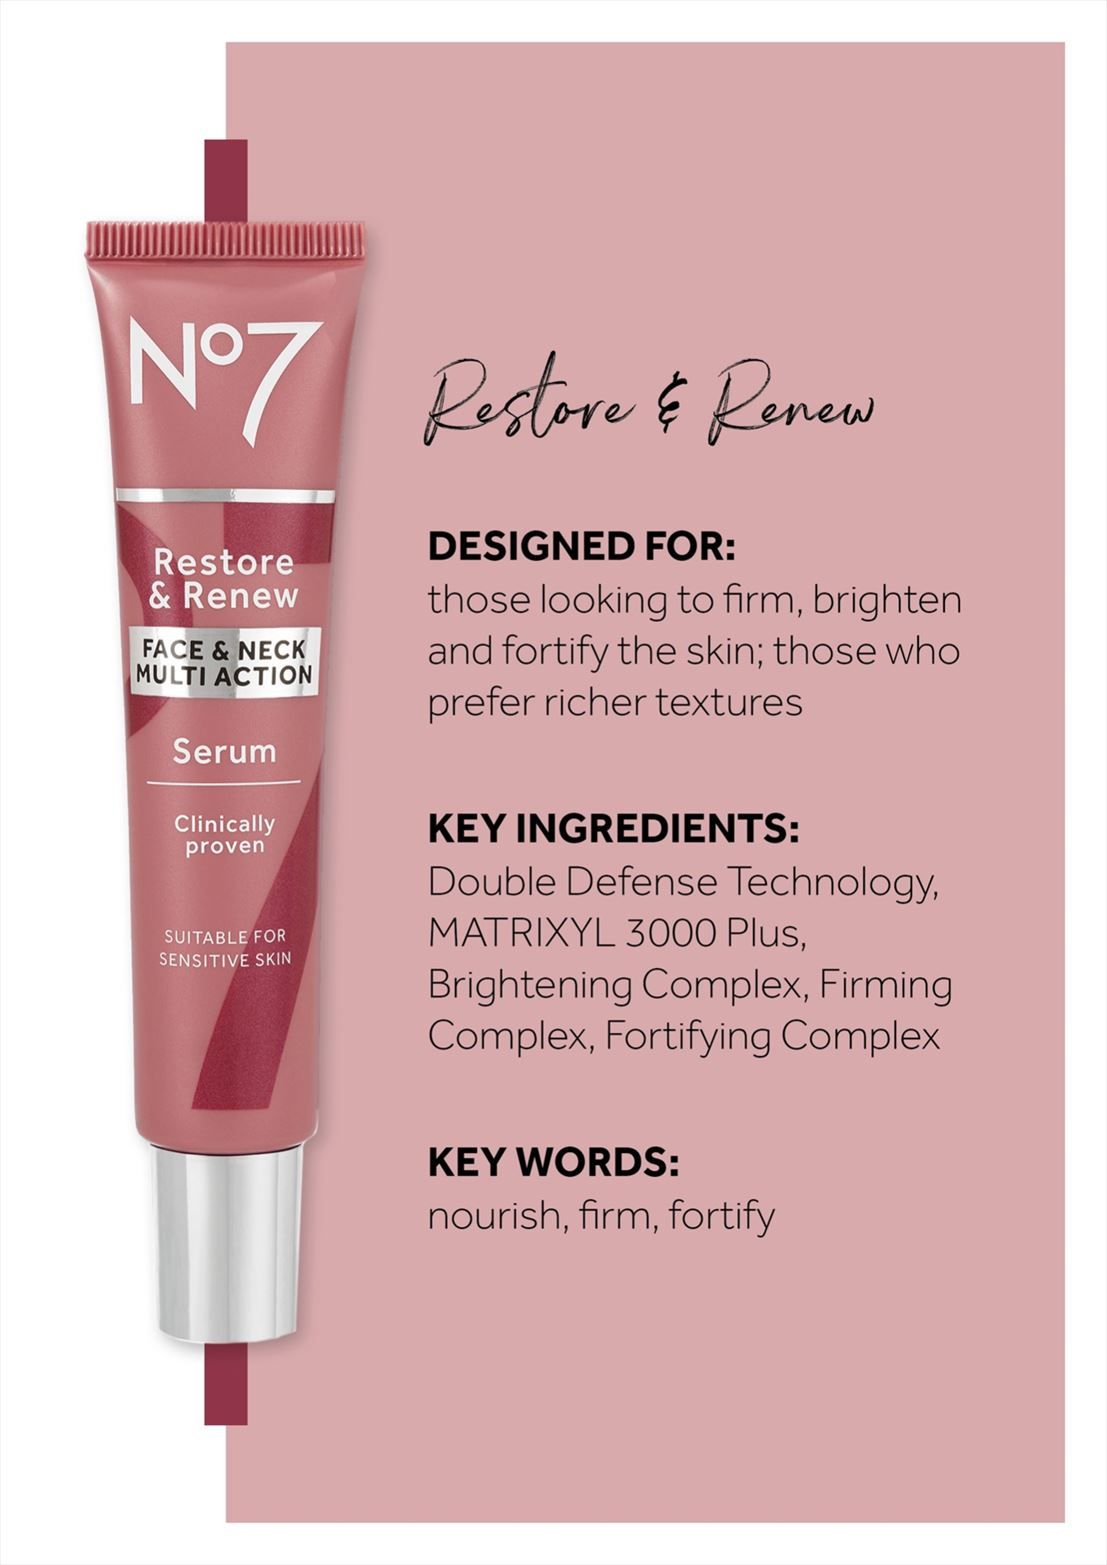 Nº7
Restore
& Renew
FACE & NECK
MULTI ACTION
Serum
Clinically
proven
SUITABLE FOR
SENSITIVE SKIN
Restore & Renew
DESIGNED FOR:
those looking to firm, brighten
and fortify the skin; those who
prefer richer textures
KEY INGREDIENTS:
Double Defense Technology,
MATRIXYL 3000 Plus,
Brightening Complex, Firming
Complex, Fortifying Complex
KEY WORDS:
nourish, firm, fortify